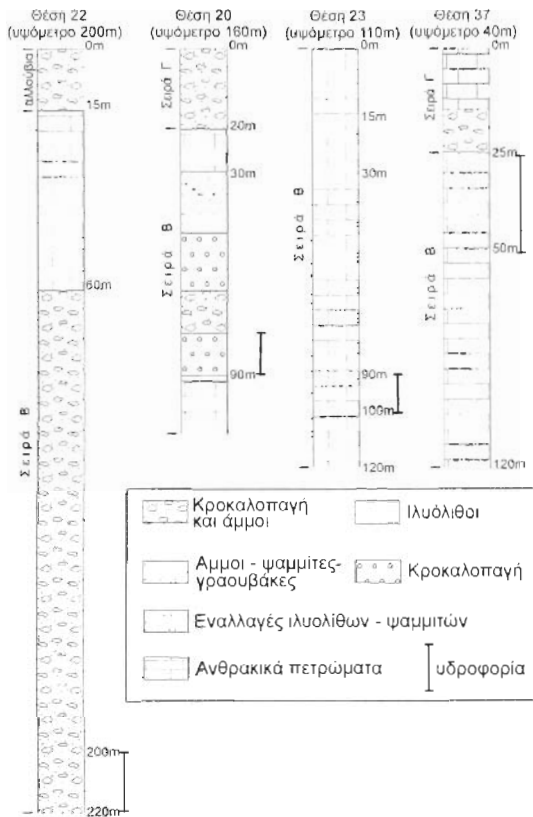 Θέση 22
(υψόμετρο 200m)
0m
αλλούβια
15m
60m
Σειρά Β
200m
220m
Θέση 20
(υψόμετρο 160m)
0m
Σειρά Γ
20m
30m
Σειρά Β
90m
Θέση 23
(υψόμετρο 110m)
0m
15m
30m
Σειρά Β
90m
100m
120m
Θέση 37
(υψόμετρο 40m)
0m
Σειρά Γ
25m
50m
Σειρά Β
120m
Κροκαλοπαγή
και άμμοι
Ιλυόλιθοι
Αμμοι - ψαμμίτες-
γραουβάκες
Κροκαλοπαγή
Εναλλαγές ιλυολίθων - ψαμμιτών
Ανθρακικά πετρώματα
υδροφορία